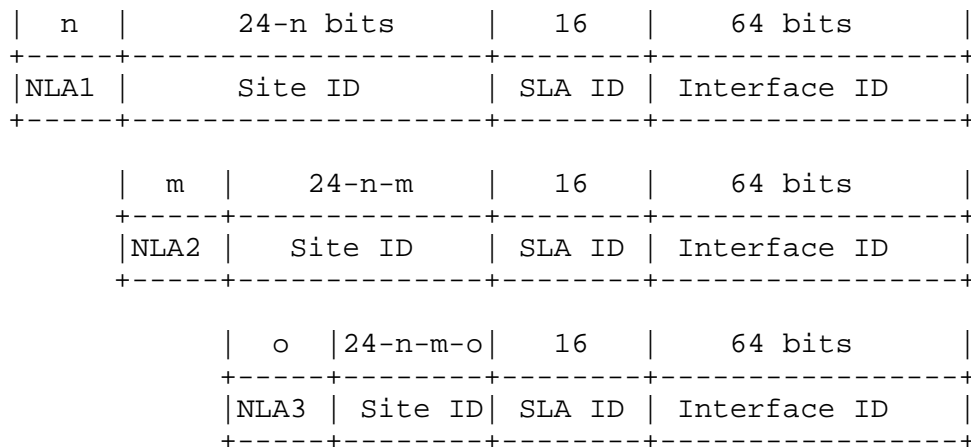 |  n  |      24-n bits      |   16   |    64 bits      |
+-----+---------------------+--------+-----------------+
|NLA1 |      Site ID        | SLA ID | Interface ID    |
+-----+---------------------+--------+-----------------+
      |  m  |    24-n-m     |   16   |    64 bits      |
      +-----+---------------+--------+-----------------+
      |NLA2 |   Site ID     | SLA ID | Interface ID    |
      +-----+---------------+--------+-----------------+
            |  o  |24-n-m-o|   16   |    64 bits      |
            +-----+---------+--------+-----------------+
            |NLA3 | Site ID| SLA ID | Interface ID    |
            +-----+---------+--------+-----------------+